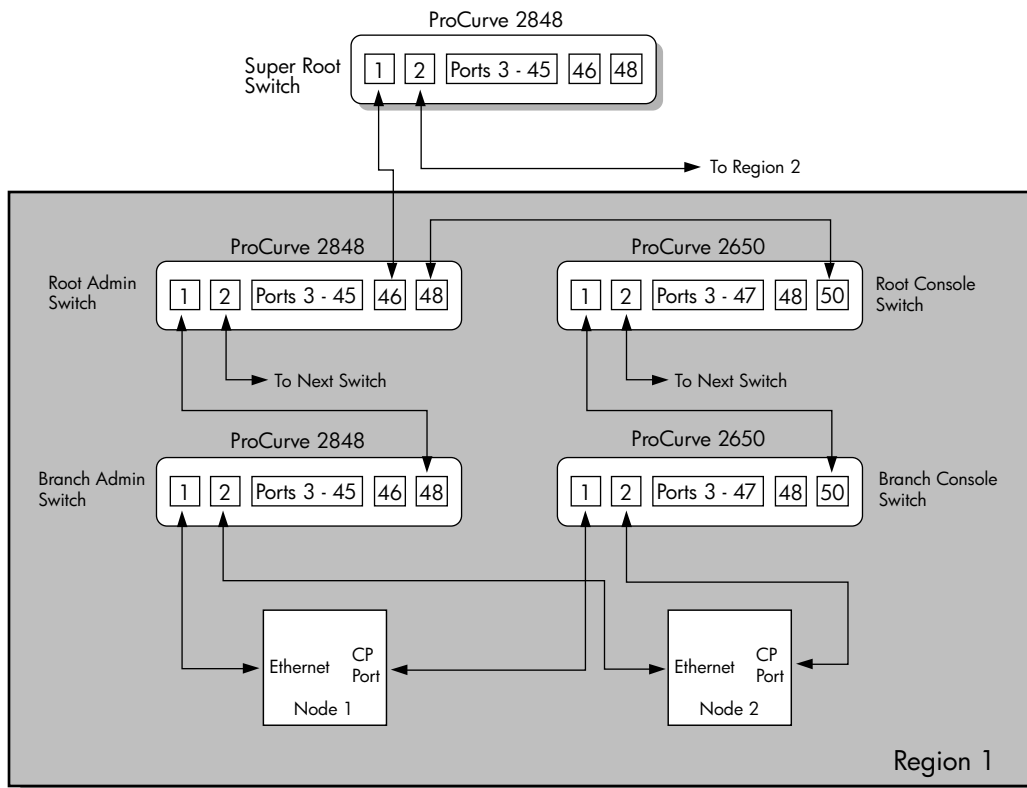 ProCurve 2848
Super Root
Switch
1 2 Ports 3 - 45 46 48
To Region 2
ProCurve 2848
Root Admin
Switch
1 2 Ports 3 - 45 46 48
ProCurve 2650
1 2 Ports 3 - 47 48 50
Root Console
Switch
To Next Switch
To Next Switch
ProCurve 2848
Branch Admin
Switch
1 2 Ports 3 - 45 46 48
ProCurve 2650
1 2 Ports 3 - 47 48 50
Branch Console
Switch
Ethernet
CP
Port
Node 1
Ethernet
CP
Port
Node 2
Region 1